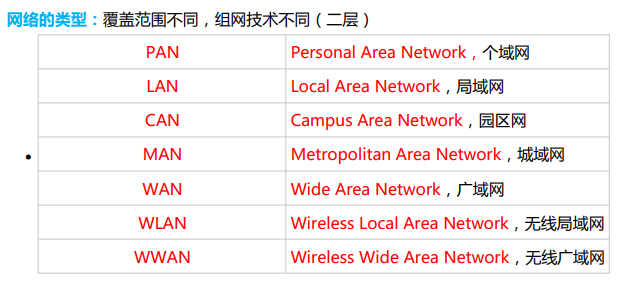 网络的类型：覆盖范围不同，组网技术不同（二层）
PAN Personal Area Network，个域网
LAN Local Area Network，局域网
CAN Campus Area Network，园区网
MAN Metropolitan Area Network，城域网
WAN Wide Area Network，广域网
WLAN Wireless Local Area Network，无线局域网
WWAN Wireless Wide Area Network，无线广域网